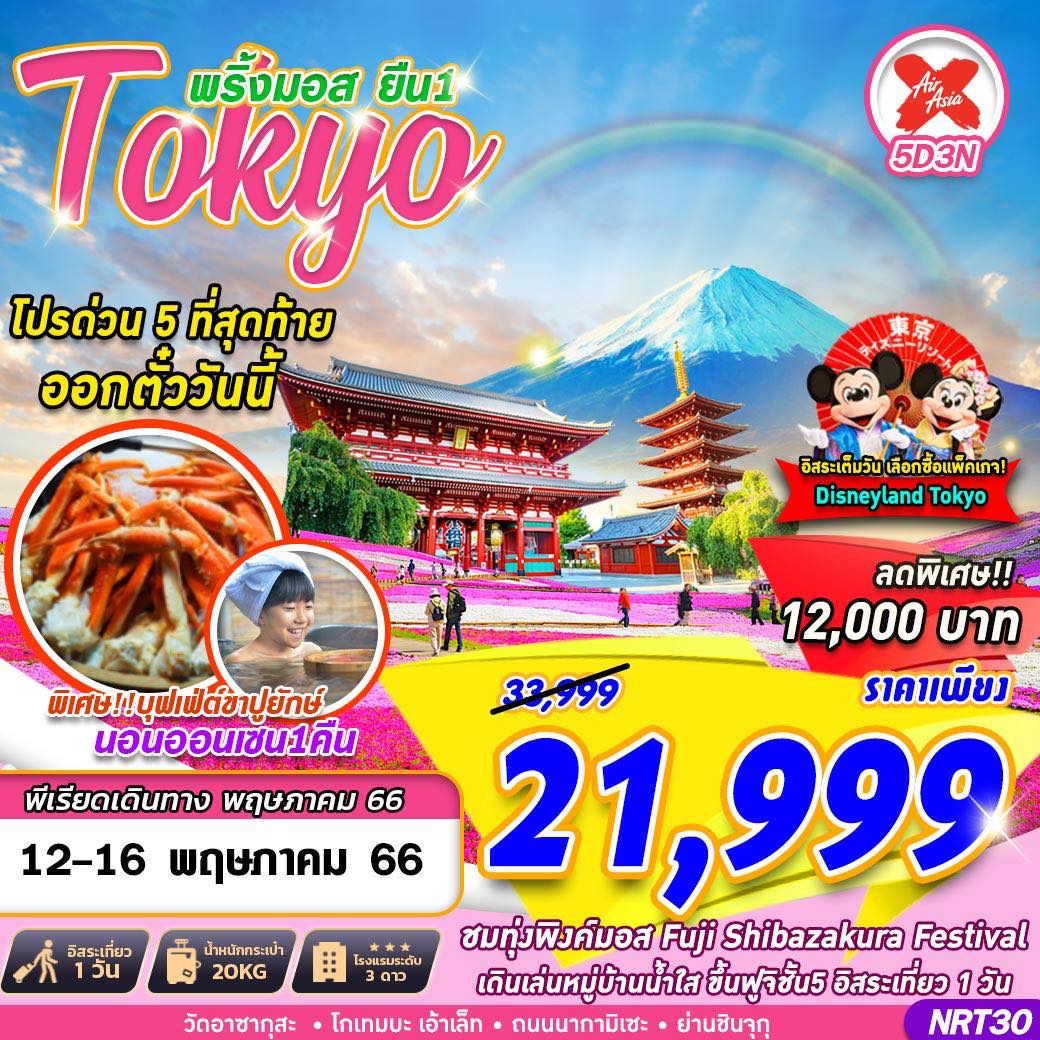 พริ้งมอส ยืน1
Tokyo
Air
Asia
5D3N
โปรด่วน 5 ที่สุดท้าย
ออกตั๋ววันนี้
東京
ディズニーリゾート
อิสระเต็มวัน เลือกซื้อแพ็คเกจ!
Disneyland Tokyo
ลดพิเศษ!!
12,000 บาท
33,999
ราคาเพียง
21,999
พิเศษ!!บุฟเฟ่ต์ขาปูยักษ์
นอนออนเซน1คืน
พีเรียดเดินทาง พฤษภาคม 66
12-16 พฤษภาคม 66
อิสระเที่ยว
1 วัน
น้ำหนักกระเป๋า
20KG
โรงแรมระดับ
3 ดาว
ชมทุ่งพิงค์มอส Fuji Shibazakura Festival
เดินเล่นหมู่บ้านน้ำใส ขึ้นฟูจิชั้น5 อิสระเที่ยว 1 วัน
วัดอาซากุสะ • โกเทมบะ เอ้าเล็ท • ถนนนากามิเซะ • ย่านชินจุกุ
NRT30